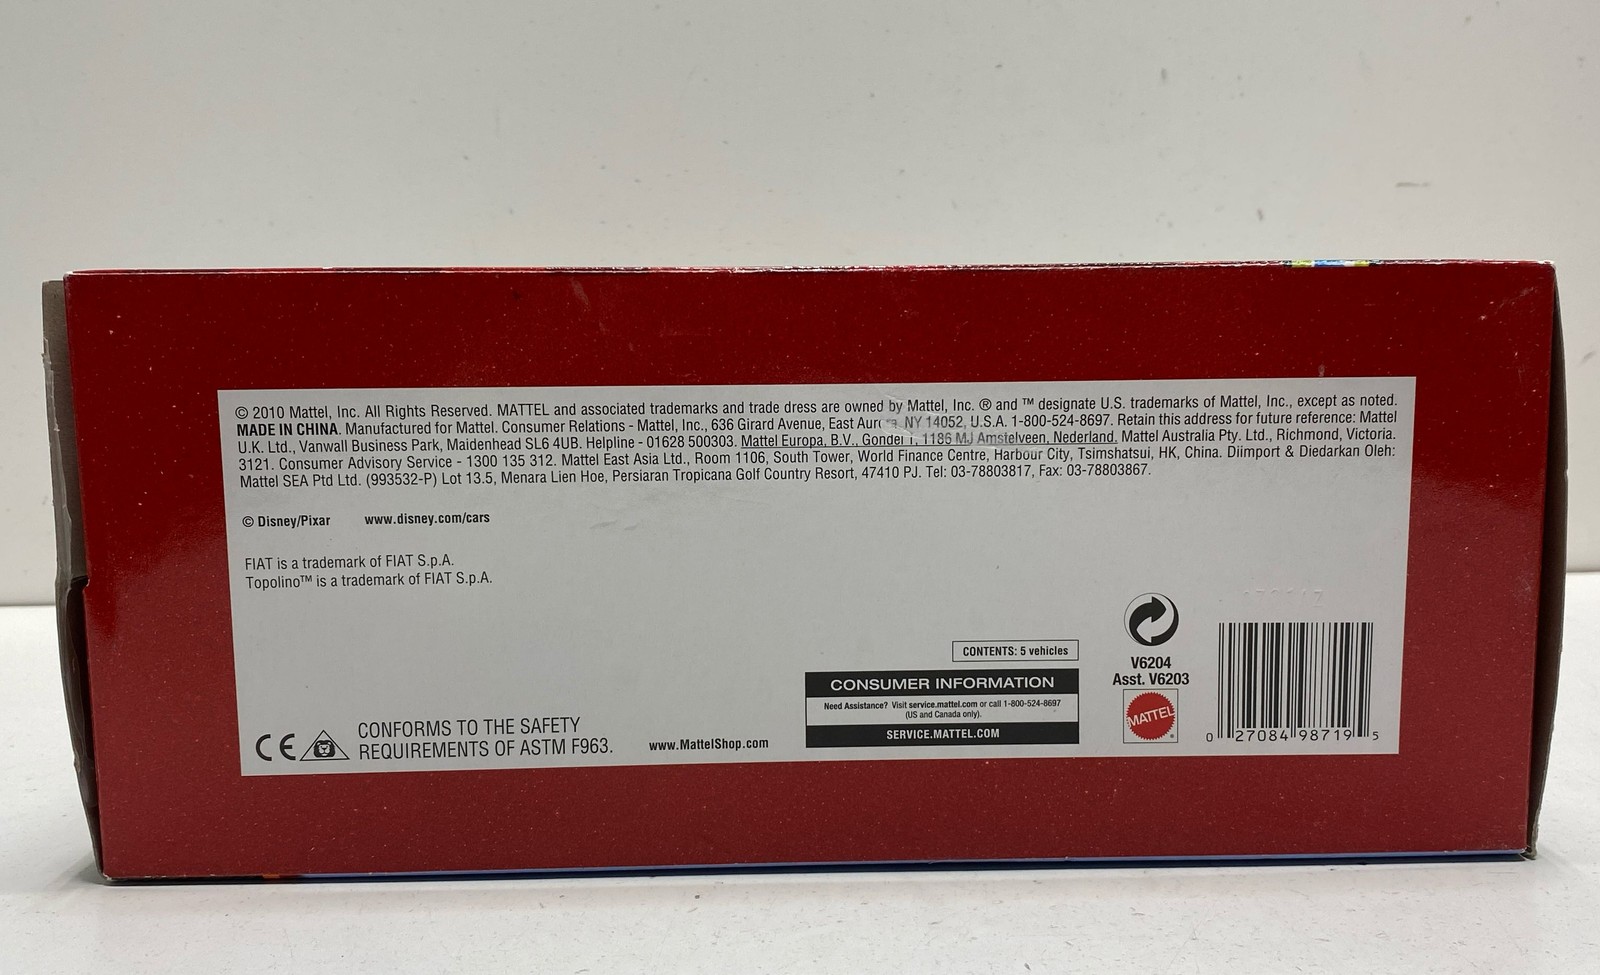 © 2010 Mattel, Inc. All Rights Reserved. MATTEL and associated trademarks and trade dress are owned by Mattel, Inc. ® and ™ designate U.S. trademarks of Mattel, Inc., except as noted.
MADE IN CHINA. Manufactured for Mattel. Consumer Relations - Mattel, Inc., 636 Girard Avenue, East NY 14052, U.S.A. 1-800-524-8697. Retain this address for future reference: Mattel
U.K. Ltd., Vanwall Business Park, Maidenhead SL6 4UB. Helpline - 01628 500303. Mattel Europa, B.V., 1186 MJ Amstelveen, Nederland. Mattel Australia Pty. Ltd., Richmond, Victoria.
3121. Consumer Advisory Service - 1300 135 312. Mattel East Asia Ltd., Room 1106, South Tower, World Finance Centre, Harbour City, Tsimshatsui, HK, China. Diimport & Diedarkan Oleh:
Mattel SEA Ptd Ltd. (993532-P) Lot 13.5, Menara Lien Hoe, Persiaran Tropicana Golf Country Resort, 47410 PJ. Tel: 03-78803817, Fax: 03-78803867.
© Disney/Pixar www.disney.com/cars
FIAT is a trademark of FIAT S.p.A.
Topolino™ is a trademark of FIAT S.p.A.
CE
CONFORMS TO THE SAFETY
REQUIREMENTS OF ASTM F963.
www.MattelShop.com
CONTENTS: 5 vehicles
CONSUMER INFORMATION
Need Assistance? Visit service.mattel.com or call 1-800-524-8697
(US and Canada only).
SERVICE.MATTEL.COM
V6204
Asst. V6203
MATTEL
0 27084 98719 5